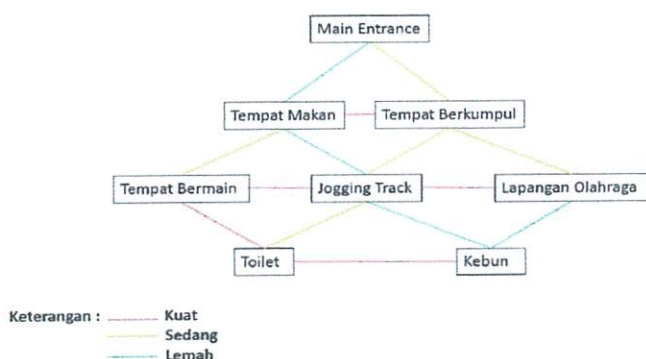 Main Entrance
Tempat Makan
Tempat Berkumpul
Tempat Bermain
Jogging Track
Lapangan Olahraga
Toilet
Kebun
Keterangan :
Kuat
Sedang
Lemah